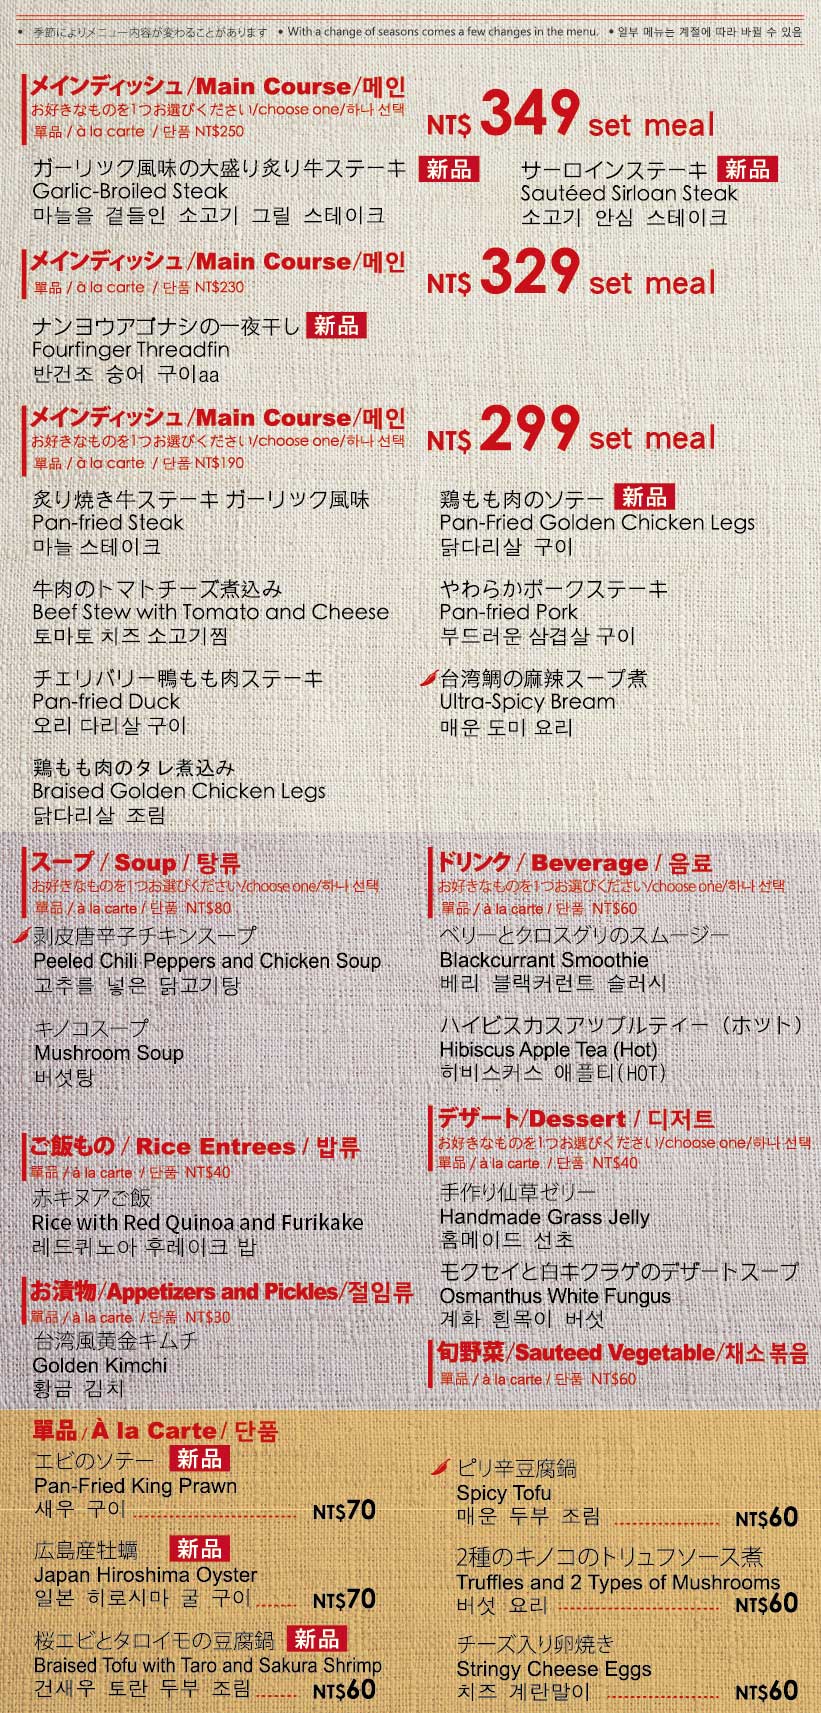 • 季節によりメニュー内容が変わることがあります • With a change of seasons comes a few changes in the menu. • 일부 메뉴는 계절에 따라 바뀔 수 있음
メインディッシュ/Main Course/메인
お好きなものを1つお選びください/choose one/하나 선택
單品 / à la carte / 단품 NT$250
NT$ 349 set meal
ガーリック風味の大盛り炙り牛ステーキ 新品
Garlic-Broiled Steak
마늘을 곁들인 소고기 그릴 스테이크
サーロインステーキ 新品
Sautéed Sirloan Steak
소고기 안심 스테이크
メインディッシュ/Main Course/메인
單品 / à la carte / 단품 NT$230
NT$ 329 set meal
ナンヨウアゴナシの一夜干し 新品
Fourfinger Threadfin
반건조 숭어 구이aa
メインディッシュ/Main Course/메인
お好きなものを1つお選びください/choose one/하나 선택
單品 / à la carte / 단품 NT$190
NT$ 299 set meal
炙り焼き牛ステーキ ガーリック風味
Pan-fried Steak
마늘 스테이크
牛肉のトマトチーズ煮込み
Beef Stew with Tomato and Cheese
토마토 치즈 소고기찜
チェリバリー鴨もも肉ステーキ
Pan-fried Duck
오리 다리살 구이
鶏もも肉のタレ煮込み
Braised Golden Chicken Legs
닭다리살 조림
鶏もも肉のソテー 新品
Pan-Fried Golden Chicken Legs
닭다리살 구이
やわらかポークステーキ
Pan-fried Pork
부드러운 삼겹살 구이
台湾鯛の麻辣スープ煮
Ultra-Spicy Bream
매운 도미 요리
スープ / Soup / 탕류
お好きなものを1つお選びください/choose one/하나 선택
單品 / à la carte / 단품 NT$80
剥皮唐辛子チキンスープ
Peeled Chili Peppers and Chicken Soup
고추를 넣은 닭고기탕
キノコスープ
Mushroom Soup
버섯탕
ご飯もの / Rice Entrees / 밥류
單品 / à la carte / 단품 NT$40
赤キヌアご飯
Rice with Red Quinoa and Furikake
레드퀴노아 후레이크 밥
お漬物/Appetizers and Pickles/절임류
單品 / à la carte / 단품 NT$30
台湾風黄金キムチ
Golden Kimchi
황금 김치
ドリンク / Beverage / 음료
お好きなものを1つお選びください/choose one/하나 선택
單品 / à la carte / 단품 NT$60
ベリーとクロスグリのスムージー
Blackcurrant Smoothie
베리 블랙커런트 슬러시
ハイビスカスアップルティー（ホット）
Hibiscus Apple Tea (Hot)
히비스커스 애플티(HOT)
デザート/Dessert / 디저트
お好きなものを1つお選びください/choose one/하나 선택
單品 / à la carte / 단품 NT$40
手作り仙草ゼリー
Handmade Grass Jelly
홈메이드 선초
モクセイと白キクラゲのデザートスープ
Osmanthus White Fungus
계화 흰목이 버섯
旬野菜/Sauteed Vegetable/채소 볶음
單品 / à la carte / 단품 NT$60
單品/À la Carte/ 단품
エビのソテー 新品
Pan-Fried King Prawn
새우 구이 NT$70
広島産牡蠣 新品
Japan Hiroshima Oyster
일본 히로시마 굴 구이 NT$70
桜エビとタロイモの豆腐鍋 新品
Braised Tofu with Taro and Sakura Shrimp
건새우 토란 두부 조림 NT$60
ピリ辛豆腐鍋
Spicy Tofu
매운 두부 조림 NT$60
2種のキノコのトリュフソース煮
Truffles and 2 Types of Mushrooms
버섯 요리 NT$60
チーズ入り卵焼き
Stringy Cheese Eggs
치즈 계란말이 NT$60